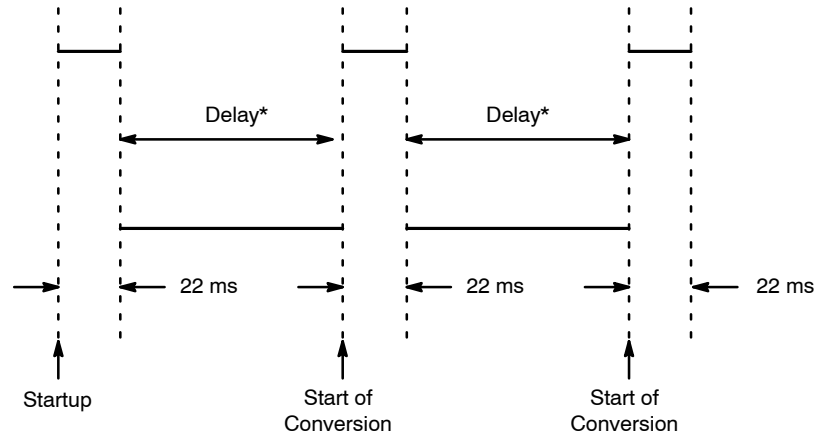 Delay*
Delay*
22 ms
22 ms
22 ms
Startup
Start of
Conversion
Start of
Conversion